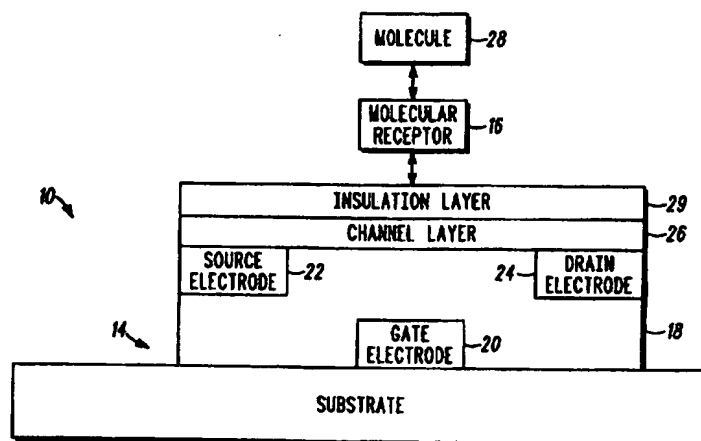 MOLECULE 28
MOLECULAR
RECEPTOR 16
10
INSULATION LAYER 29
CHANNEL LAYER 26
SOURCE
ELECTRODE 22
24 DRAIN
ELECTRODE
14
GATE
ELECTRODE 20
18
SUBSTRATE